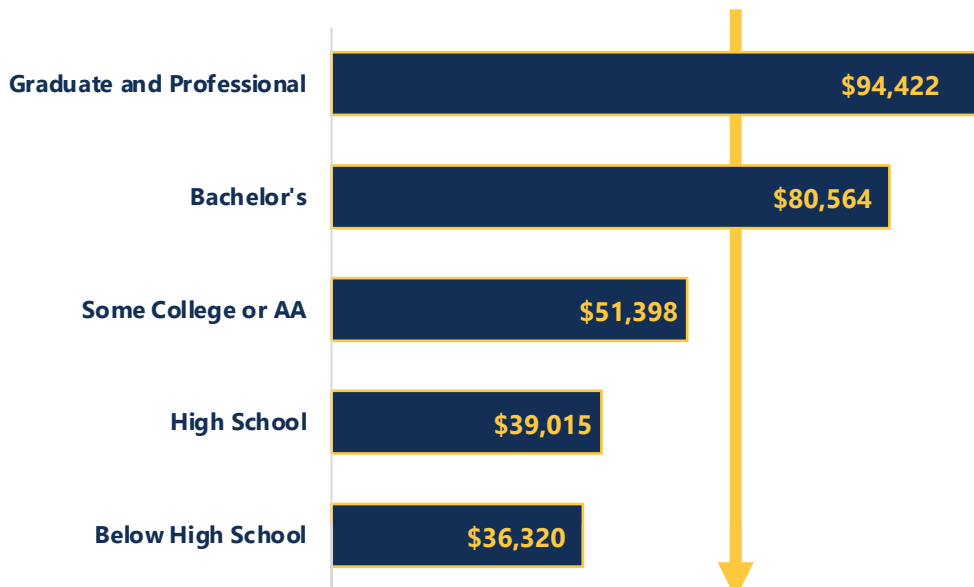 Graduate and Professional $94,422
Bachelor's $80,564
Some College or AA $51,398
High School $39,015
Below High School $36,320